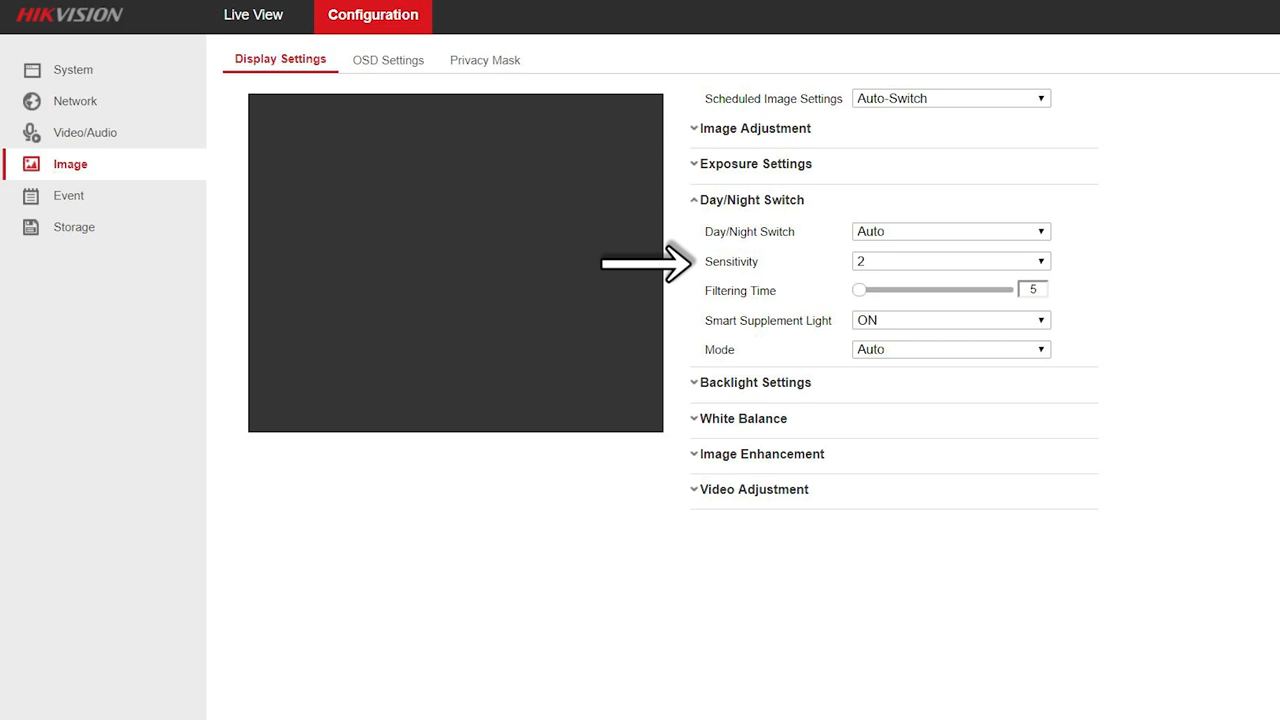 HIKVISION
Live View
Configuration
System
Network
Video/Audio
Image
Event
Storage
Display Settings
OSD Settings
Privacy Mask
Scheduled Image Settings Auto-Switch
Image Adjustment
Exposure Settings
Day/Night Switch
Day/Night Switch Auto
Sensitivity 2
Filtering Time 5
Smart Supplement Light ON
Mode Auto
Backlight Settings
White Balance
Image Enhancement
Video Adjustment